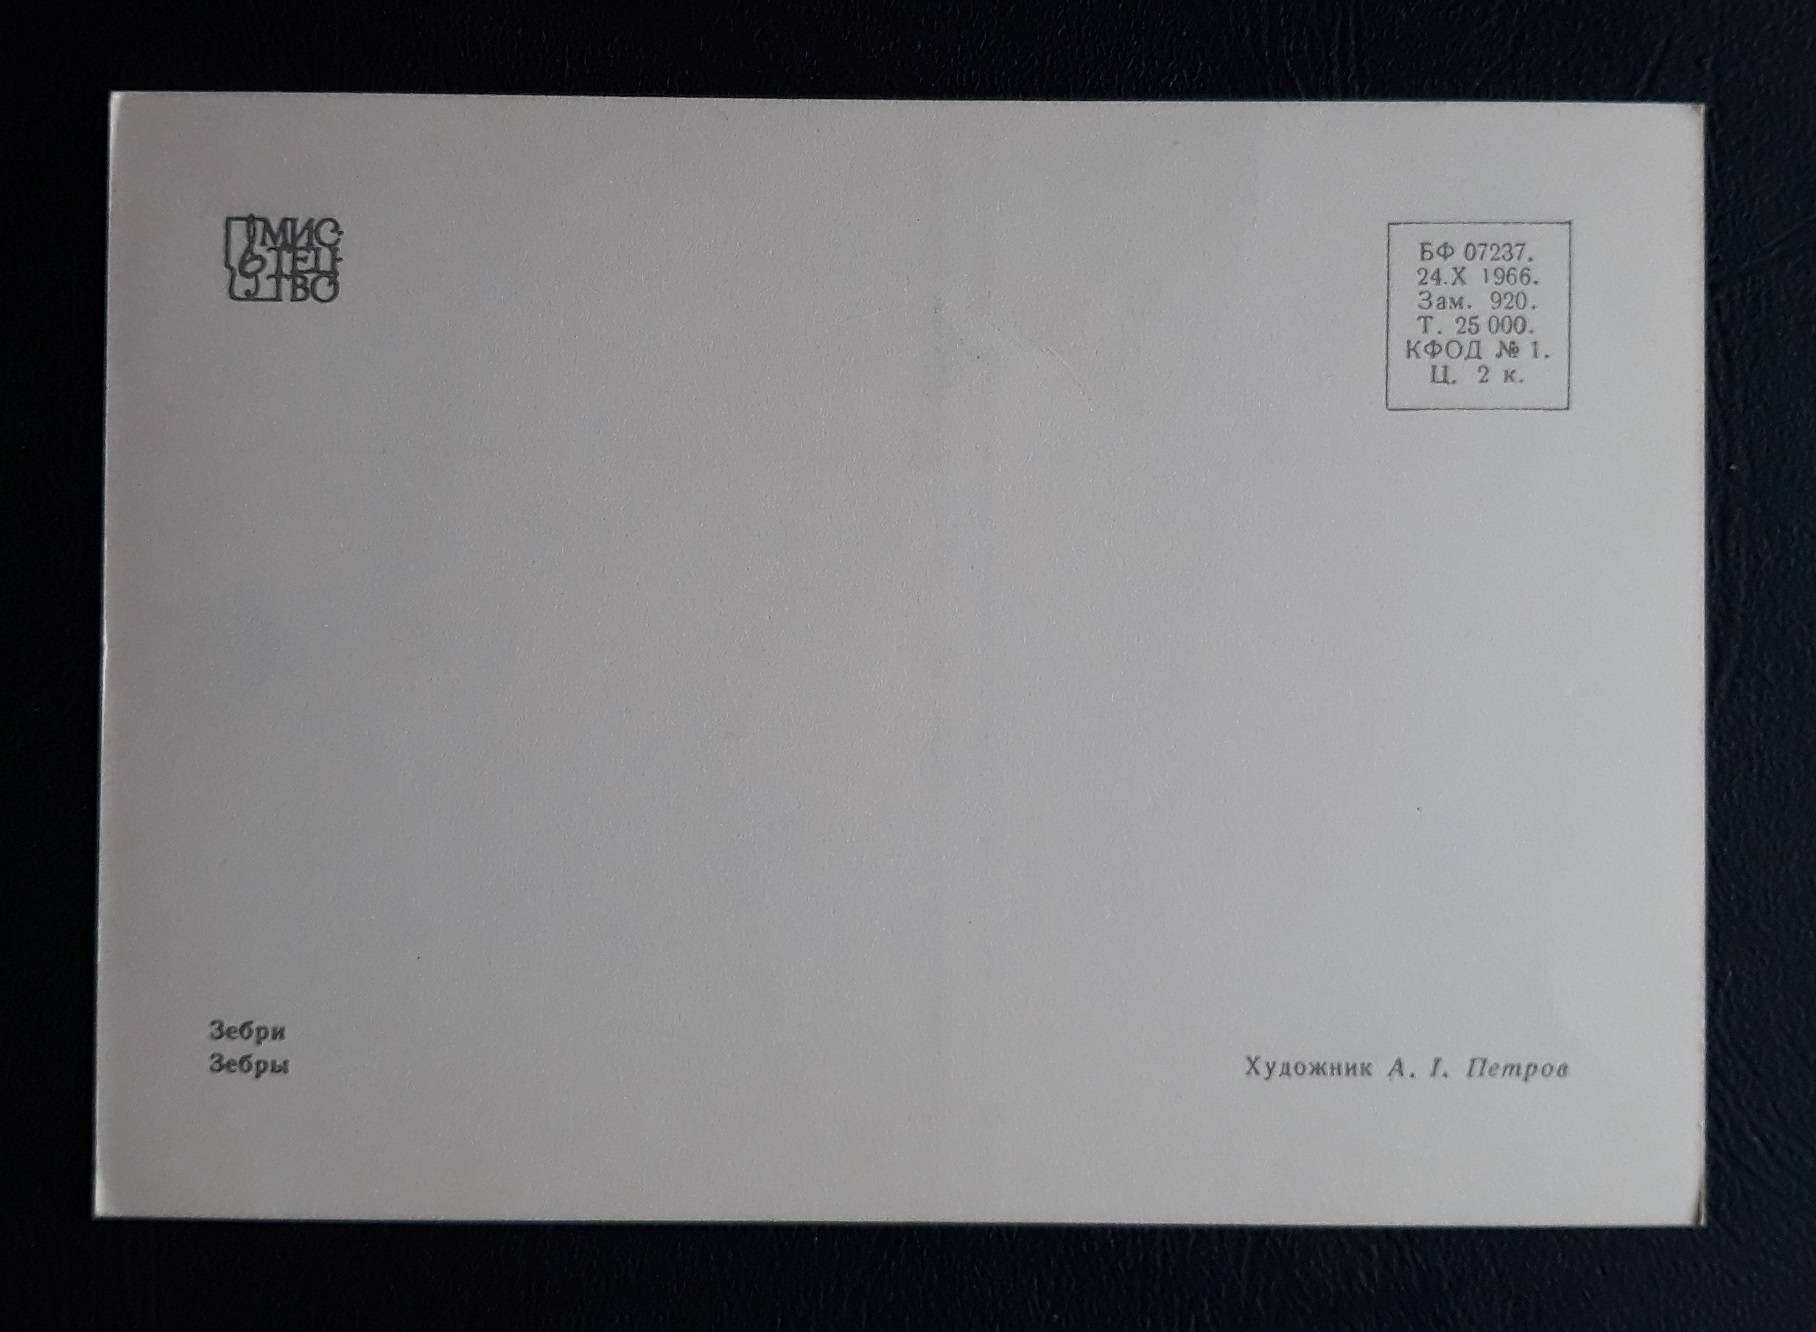 МИС-
ТЕЦ-
ТВО
БФ 07237.
24.X 1966.
Зам. 920.
Т. 25 000.
КФОД № 1.
Ц. 2 к.
Зебри
Зебры
Художник А. І. Петров